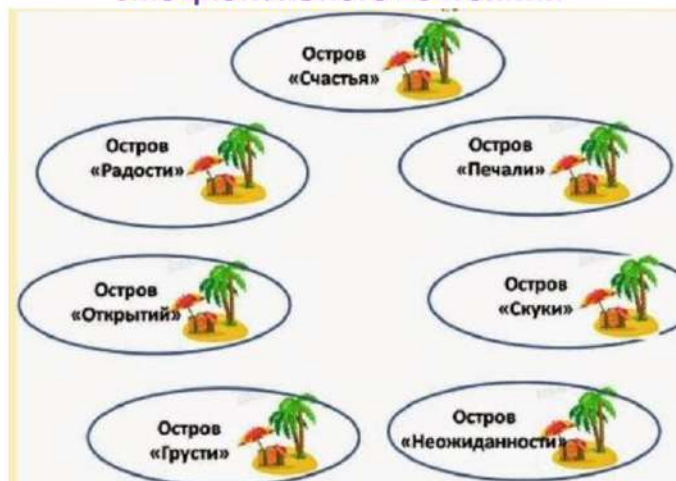 Остров
«Счастья»
Остров
«Радости»
Остров
«Печали»
Остров
«Открытий»
Остров
«Скуки»
Остров
«Грусти»
Остров
«Неожиданности»